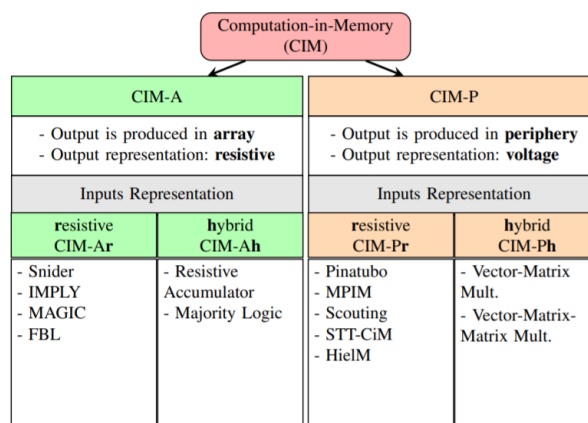 Computation-in-Memory
(CIM)
CIM-A
- Output is produced in array
- Output representation: resistive
Inputs Representation
resistive
CIM-Ar
hybrid
CIM-Ah
- Snider
- IMPLY
- MAGIC
- FBL
- Resistive
Accumulator
- Majority Logic
CIM-P
- Output is produced in periphery
- Output representation: voltage
Inputs Representation
resistive
CIM-Pr
hybrid
CIM-Ph
- Pinatubo
- MPIM
- Scouting
- STT-CiM
- HielM
- Vector-Matrix
Mult.
- Vector-Matrix-
Matrix Mult.